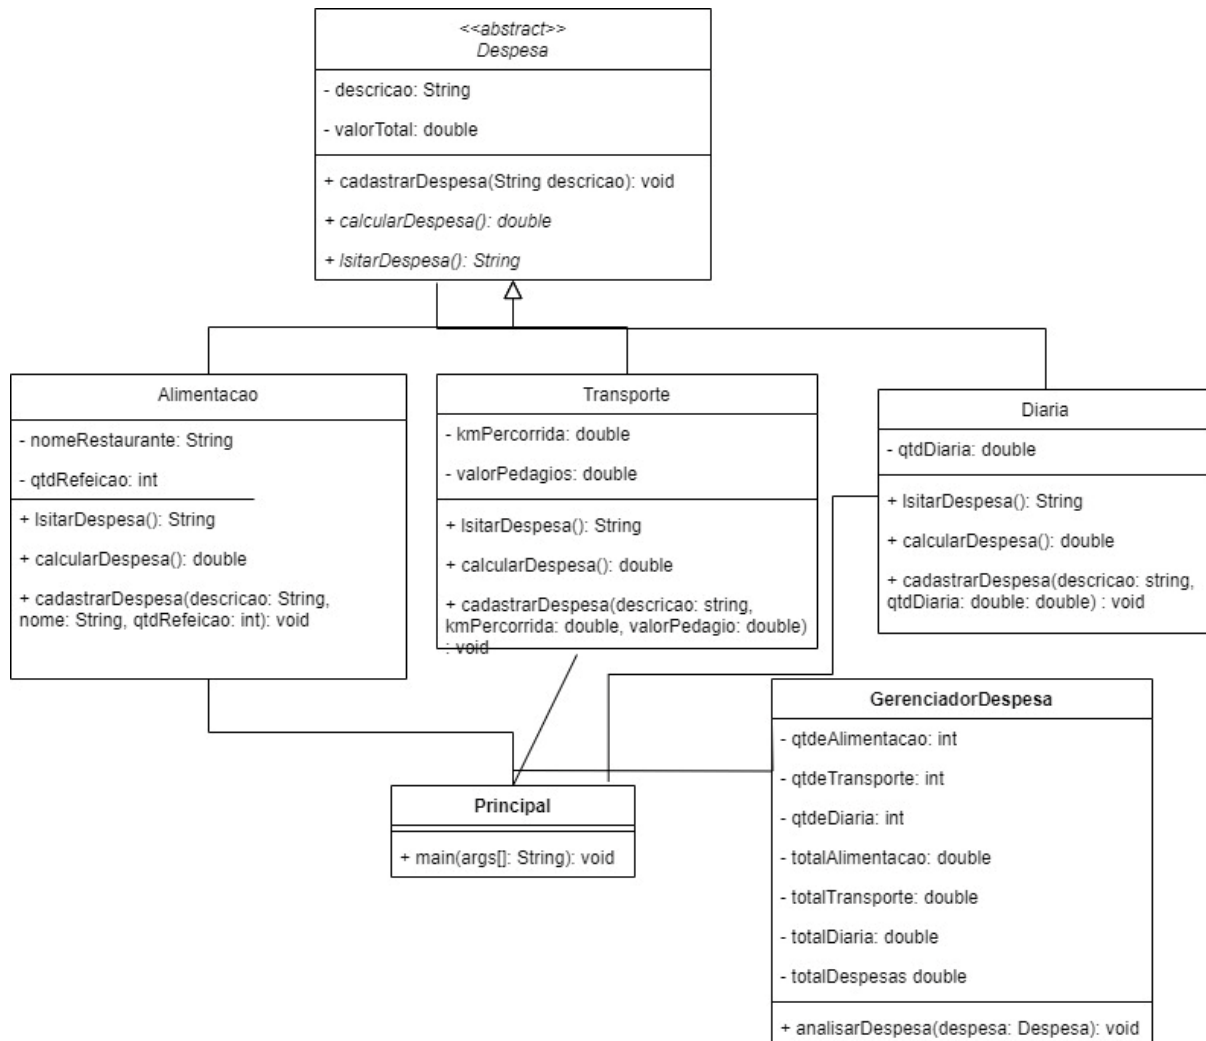 <<abstract>>
Despesa
- descricao: String
- valorTotal: double
+ cadastrarDespesa(String descricao): void
+ calcularDespesa(): double
+ lsitarDespesa(): String
Alimentacao
- nomeRestaurante: String
- qtdRefeicao: int
+ lsitarDespesa(): String
+ calcularDespesa(): double
+ cadastrarDespesa(descricao: String,
nome: String, qtdRefeicao: int): void
Transporte
- kmPercorrida: double
- valorPedagios: double
+ lsitarDespesa(): String
+ calcularDespesa(): double
+ cadastrarDespesa(descricao: string,
kmPercorrida: double, valorPedagio: double)
: void
Diaria
- qtdDiaria: double
+ lsitarDespesa(): String
+ calcularDespesa(): double
+ cadastrarDespesa(descricao: string,
qtdDiaria: double: double) : void
Principal
+ main(args[]: String): void
GerenciadorDespesa
- qtdeAlimentacao: int
- qtdeTransporte: int
- qtdeDiaria: int
- totalAlimentacao: double
- totalTransporte: double
- totalDiaria: double
- totalDespesas double
+ analisarDespesa(despesa: Despesa): void